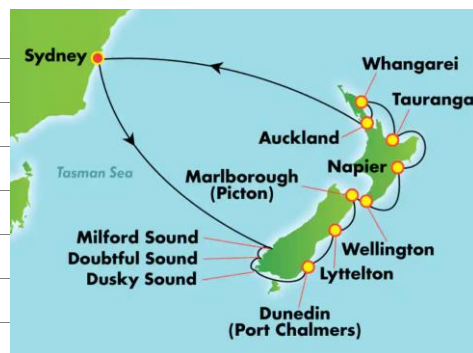 Whangarei
Sydney
Tauranga
Auckland
Napier
Marlborough
(Picton)
Tasman Sea
Milford Sound
Wellington
Doubtful Sound
Lyttelton
Dusky Sound
Dunedin
(Port Chalmers)